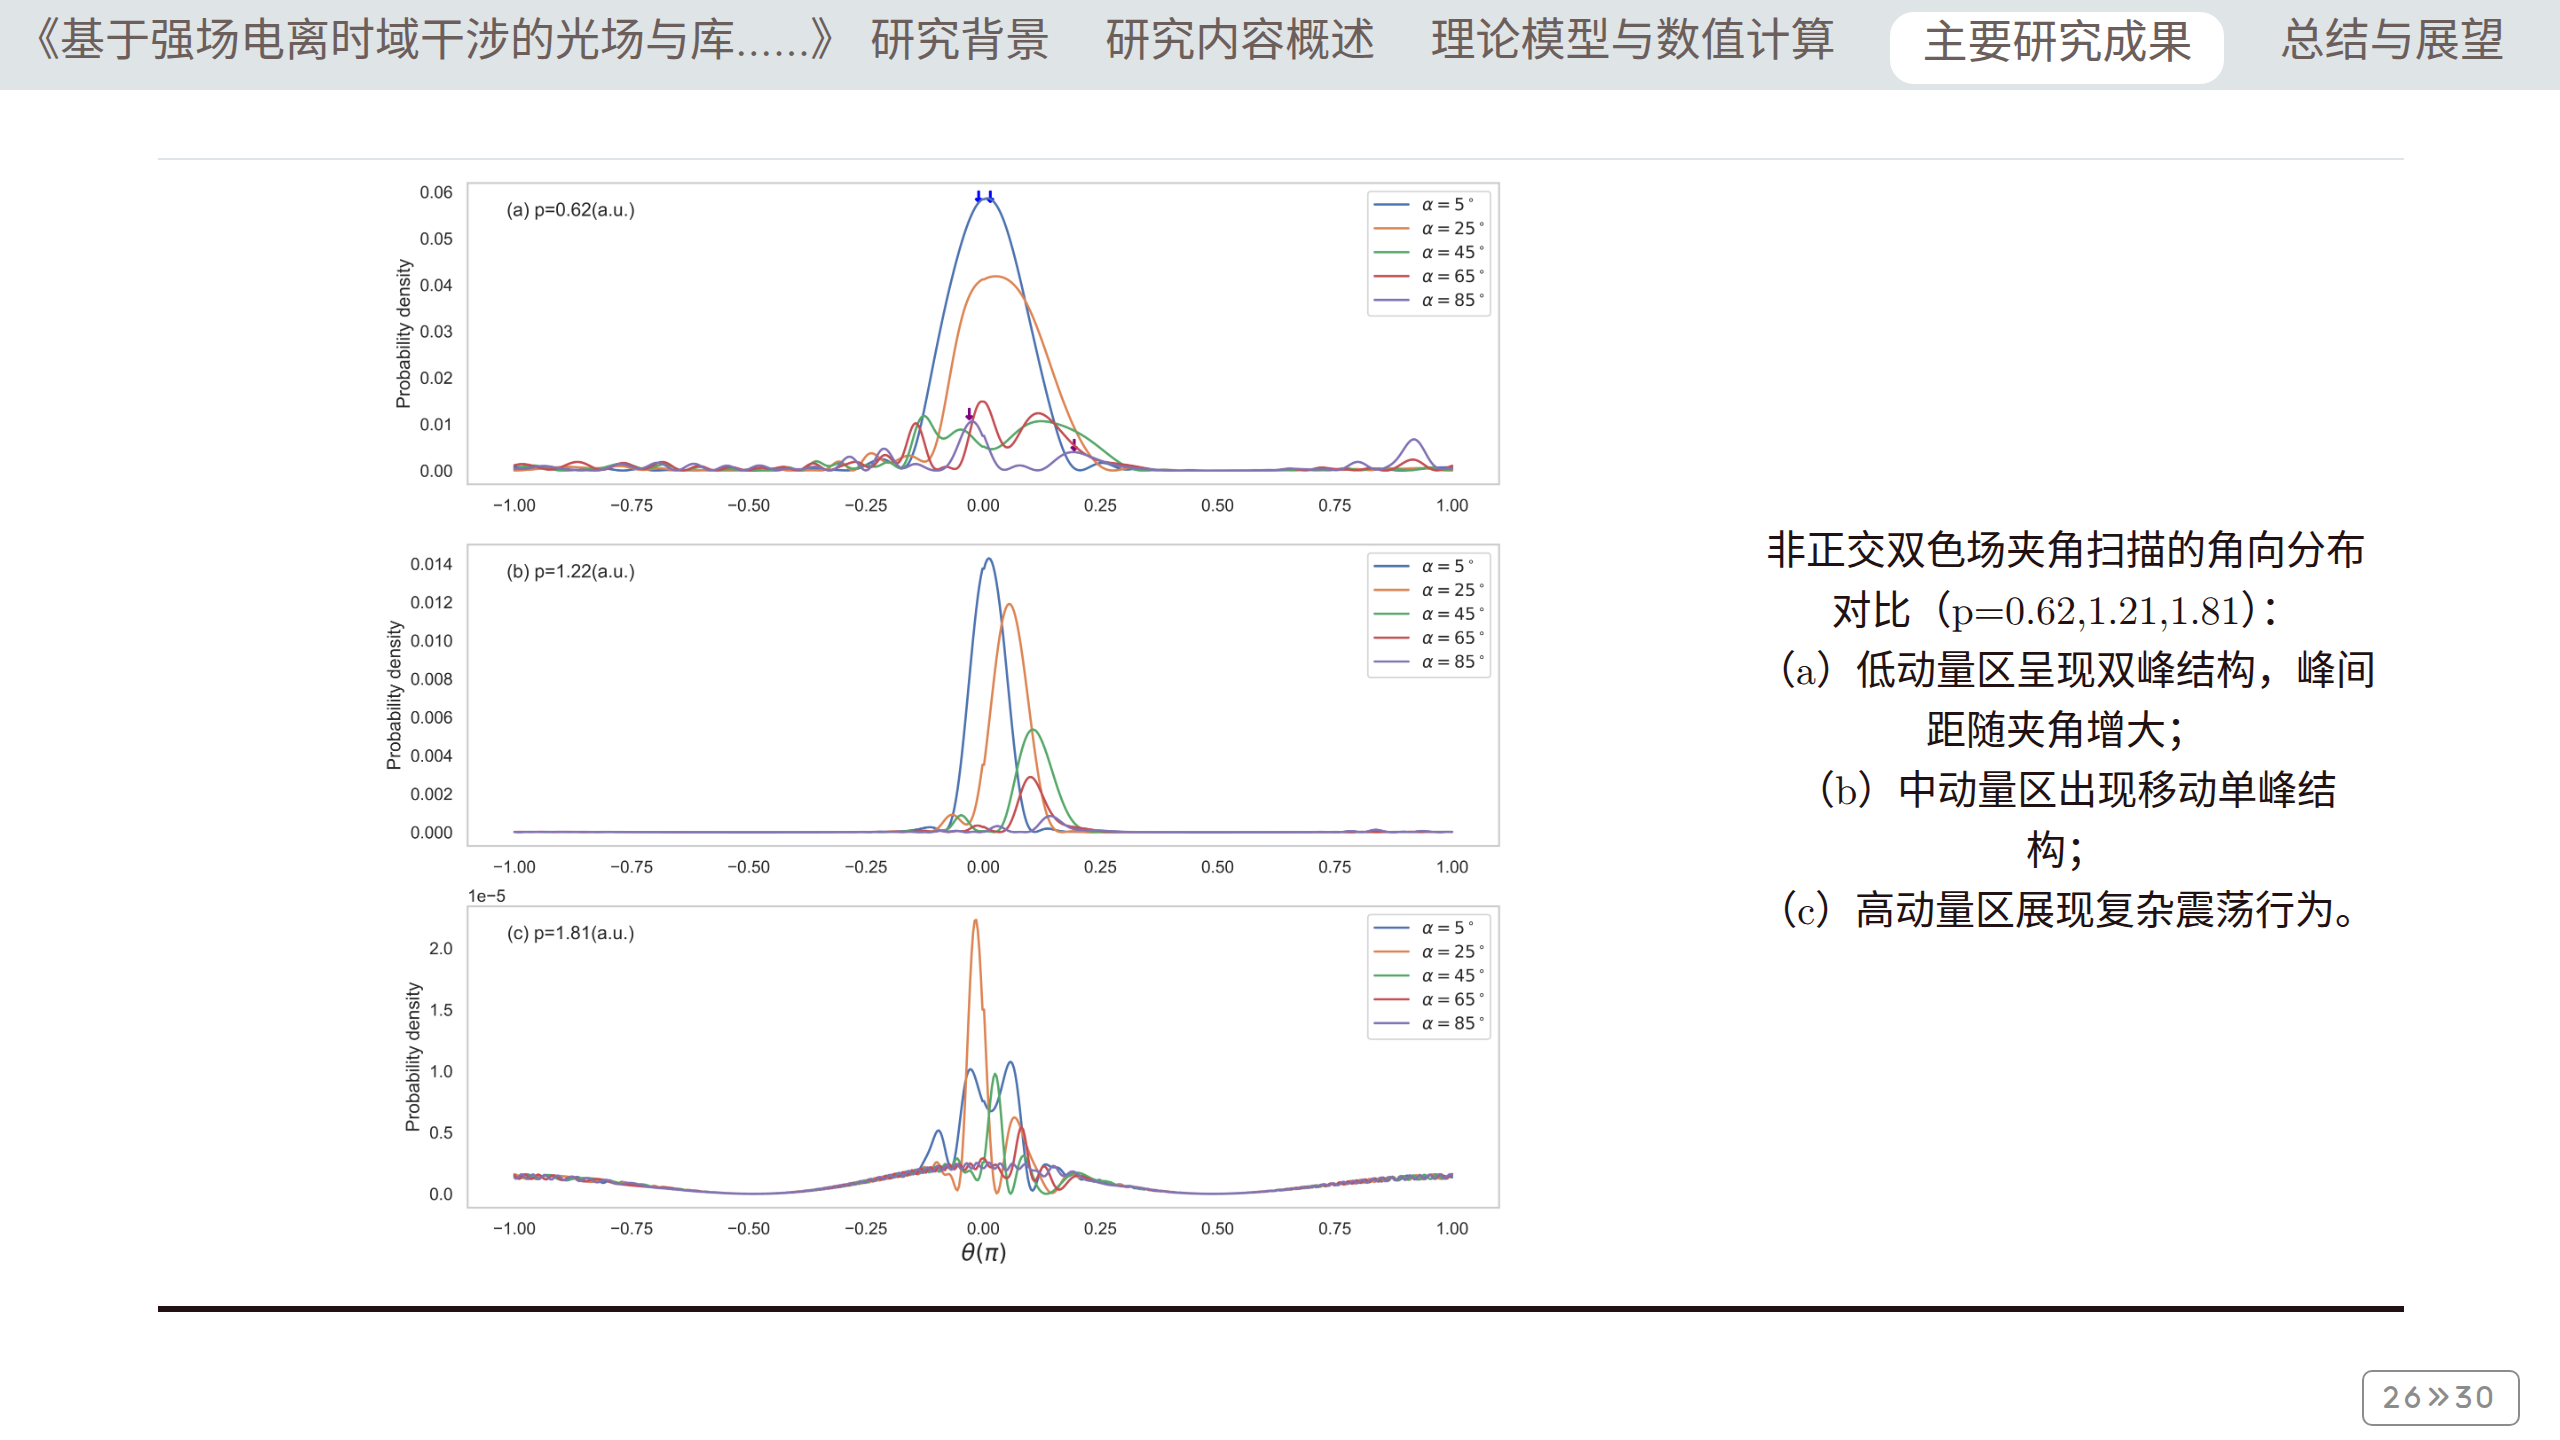 《基于强场电离时域干涉的光场与库......》 研究背景 研究内容概述 理论模型与数值计算 主要研究成果 总结与展望
0.06
0.05
0.04
0.03
0.02
0.01
0.00
Probability density
(a) p=0.62(a.u.)
α = 5°
α = 25°
α = 45°
α = 65°
α = 85°
−1.00 −0.75 −0.50 −0.25 0.00 0.25 0.50 0.75 1.00
0.014
0.012
0.010
0.008
0.006
0.004
0.002
0.000
Probability density
(b) p=1.22(a.u.)
α = 5°
α = 25°
α = 45°
α = 65°
α = 85°
−1.00 −0.75 −0.50 −0.25 0.00 0.25 0.50 0.75 1.00
1e−5
2.0
1.5
1.0
0.5
0.0
Probability density
(c) p=1.81(a.u.)
α = 5°
α = 25°
α = 45°
α = 65°
α = 85°
−1.00 −0.75 −0.50 −0.25 0.00 0.25 0.50 0.75 1.00
θ(π)
非正交双色场夹角扫描的角向分布
对比（p=0.62,1.21,1.81）：
（a）低动量区呈现双峰结构，峰间
距随夹角增大；
（b）中动量区出现移动单峰结
构；
（c）高动量区展现复杂震荡行为。
26»30